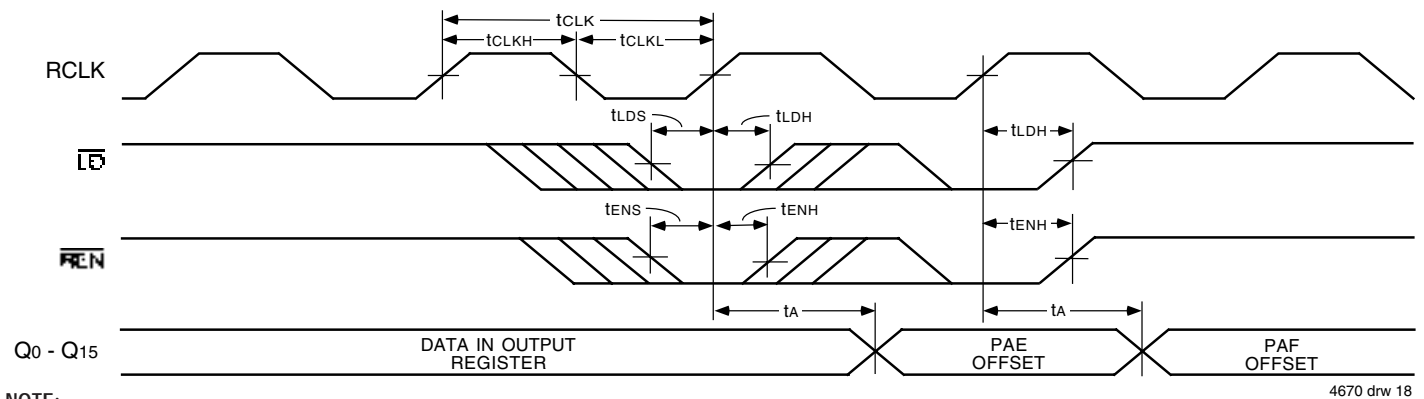 tCLK
tCLKH
tCLKL
RCLK
tLDS
tLDH
tLDH
LD
tENS
tENH
tENH
REN
tA
tA
Q0 - Q15
DATA IN OUTPUT
REGISTER
PAE
OFFSET
PAF
OFFSET
4670 drw 18
NOTE: